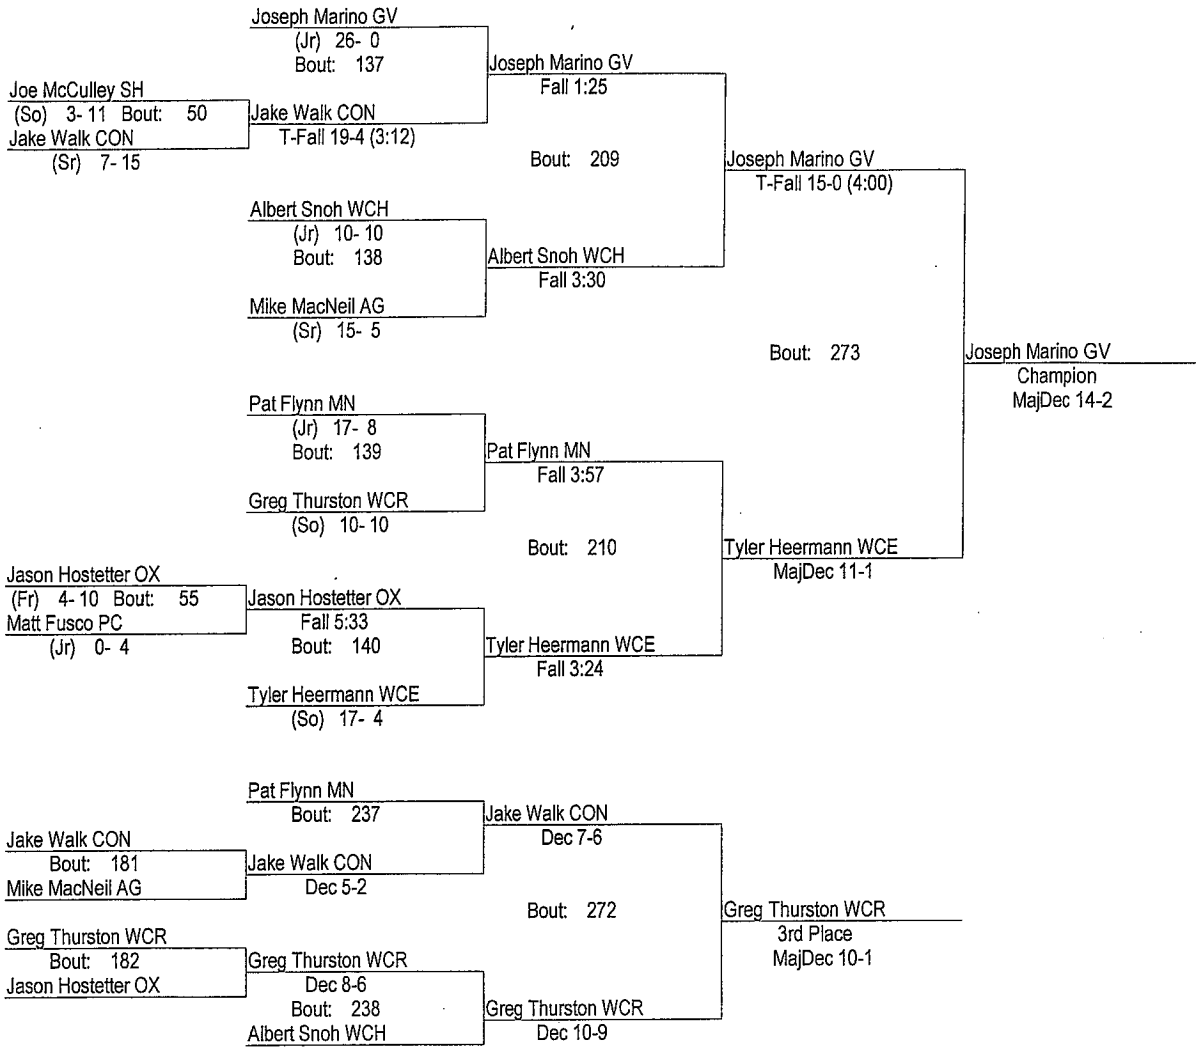 Joseph Marino GV
(Jr) 26- 0
Bout: 137
Joseph Marino GV
Fall 1:25
Joe McCulley SH
(So) 3- 11 Bout: 50
Jake Walk CON
(Sr) 7- 15
Jake Walk CON
T-Fall 19-4 (3:12)
Bout: 209
Joseph Marino GV
T-Fall 15-0 (4:00)
Albert Snoh WCH
(Jr) 10- 10
Bout: 138
Albert Snoh WCH
Fall 3:30
Mike MacNeil AG
(Sr) 15- 5
Bout: 273
Joseph Marino GV
Champion
MajDec 14-2
Pat Flynn MN
(Jr) 17- 8
Bout: 139
Pat Flynn MN
Fall 3:57
Greg Thurston WCR
(So) 10- 10
Bout: 210
Tyler Heermann WCE
MajDec 11-1
Jason Hostetter OX
(Fr) 4- 10 Bout: 55
Matt Fusco PC
(Jr) 0- 4
Jason Hostetter OX
Fall 5:33
Bout: 140
Tyler Heermann WCE
Fall 3:24
Tyler Heermann WCE
(So) 17- 4
Pat Flynn MN
Bout: 237
Jake Walk CON
Dec 7-6
Jake Walk CON
Bout: 181
Mike MacNeil AG
Jake Walk CON
Dec 5-2
Bout: 272
Greg Thurston WCR
3rd Place
MajDec 10-1
Greg Thurston WCR
Bout: 182
Jason Hostetter OX
Greg Thurston WCR
Dec 8-6
Bout: 238
Greg Thurston WCR
Dec 10-9
Albert Snoh WCH